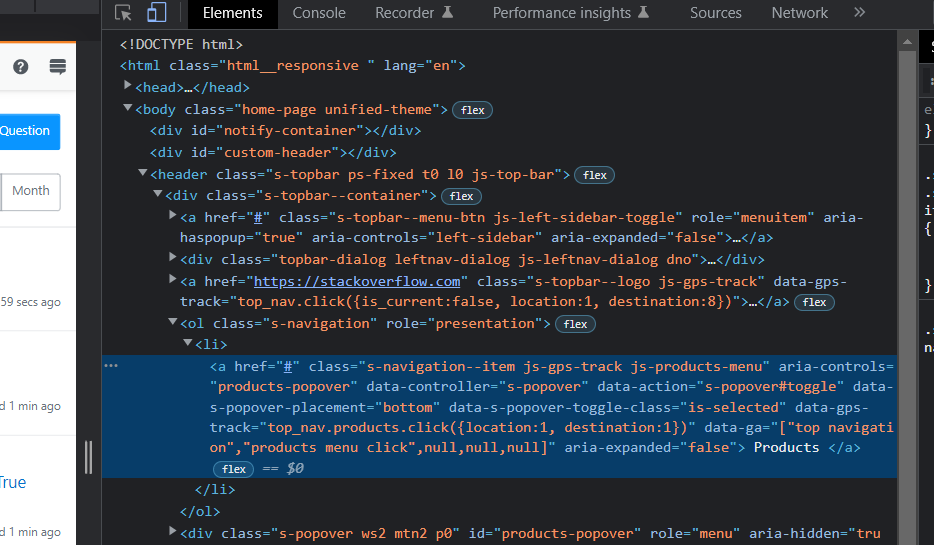 Elements Console Recorder Performance insights Sources Network »
<!DOCTYPE html>
<html class="html__responsive " lang="en">
<head>…</head>
<body class="home-page unified-theme"> flex
<div id="notify-container"></div>
<div id="custom-header"></div>
<header class="s-topbar ps-fixed t0 l0 js-top-bar"> flex
<div class="s-topbar--container"> flex
<a href="#" class="s-topbar--menu-btn js-left-sidebar-toggle" role="menuitem" aria-
haspopup="true" aria-controls="left-sidebar" aria-expanded="false">…</a>
<div class="topbar-dialog leftnav-dialog js-leftnav-dialog dno">…</div>
<a href="https://stackoverflow.com" class="s-topbar--logo js-gps-track" data-gps-
track="top_nav.click({is_current:false, location:1, destination:8})">…</a> flex
<ol class="s-navigation" role="presentation"> flex
<li>
<a href="#" class="s-navigation--item js-gps-track js-products-menu" aria-controls=
"products-popover" data-controller="s-popover" data-action="s-popover#toggle" data-
s-popover-placement="bottom" data-s-popover-toggle-class="is-selected" data-gps-
track="top_nav.products.click({location:1, destination:1})" data-ga="["top navigati
on","products menu click",null,null,null]" aria-expanded="false"> Products </a>
flex == $0
</li>
</ol>
<div class="s-popover ws2 mtn2 p0" id="products-popover" role="menu" aria-hidden="tru
Question
Month
59 secs ago
d 1 min ago
True
d 1 min ago